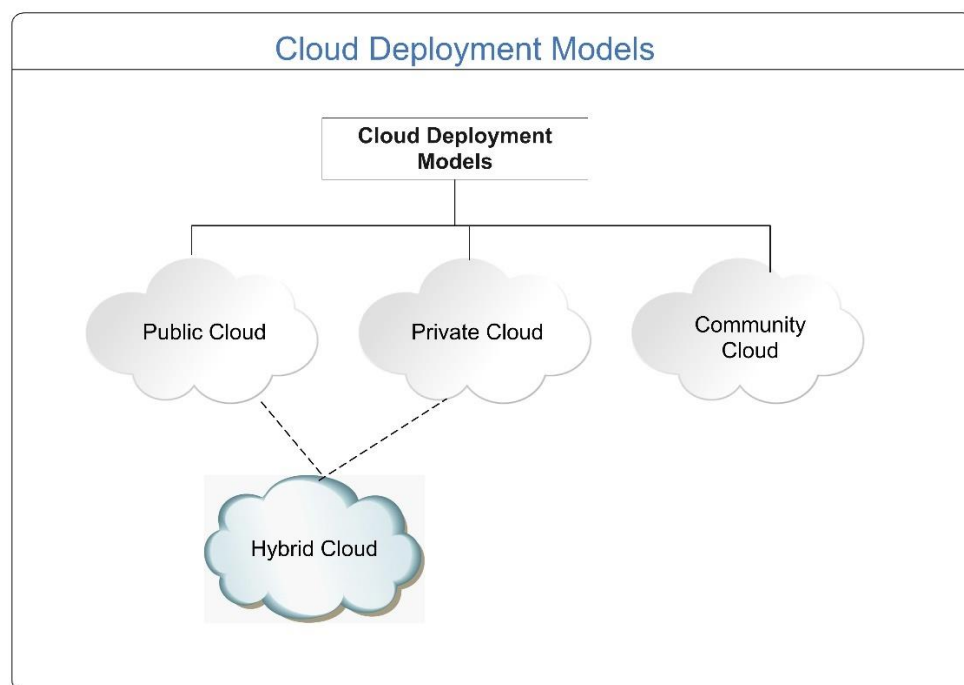 Cloud Deployment Models
Cloud Deployment
Models
Public Cloud
Private Cloud
Community
Cloud
Hybrid Cloud